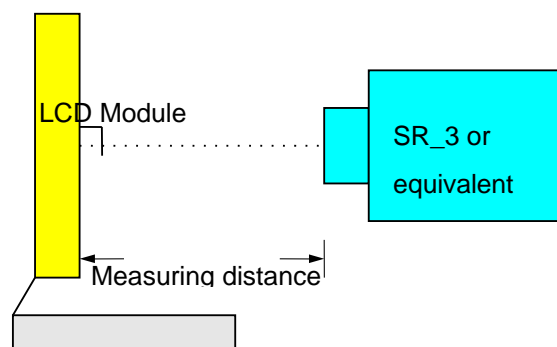 LCD Module
SR_3 or
equivalent
Measuring distance